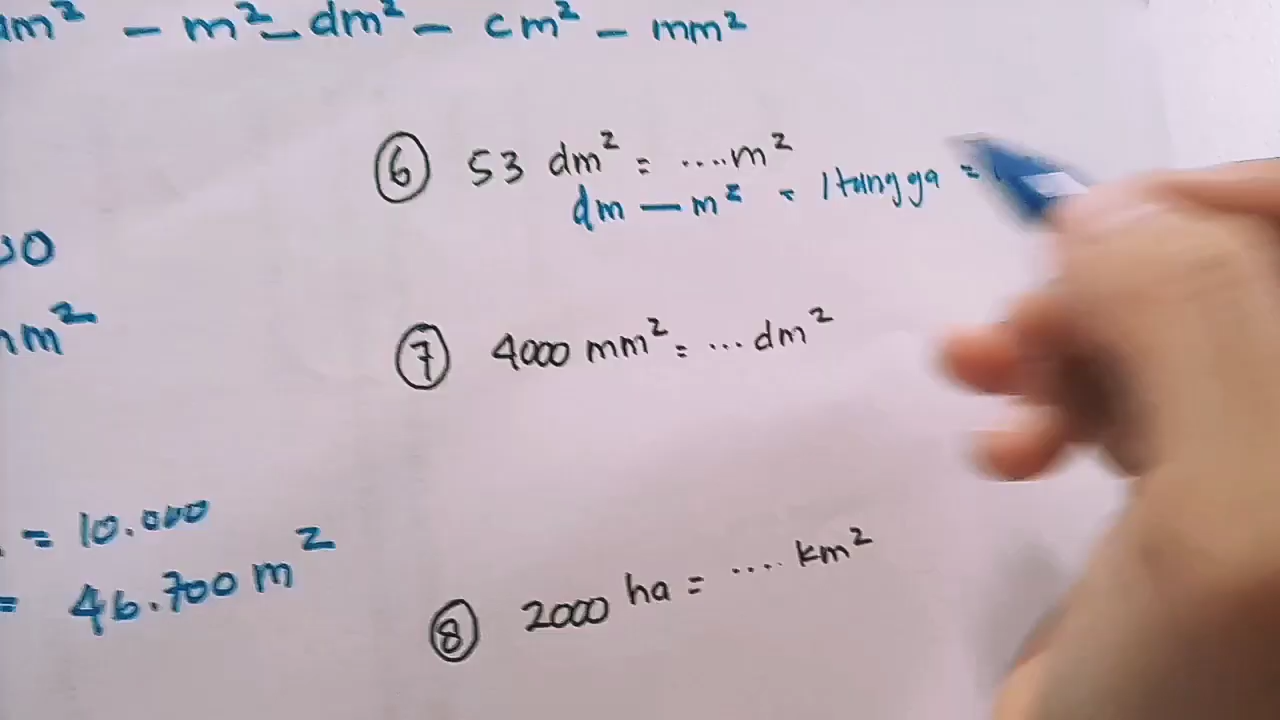 m² – m² – dm² – cm² – mm²
⑥ 53 dm² = ....m²
dm – m² = 1 tangga =
⑦ 4000 mm² = ... dm²
m²
= 10.000
= 46.700 m²
⑧ 2000 ha = .... km²